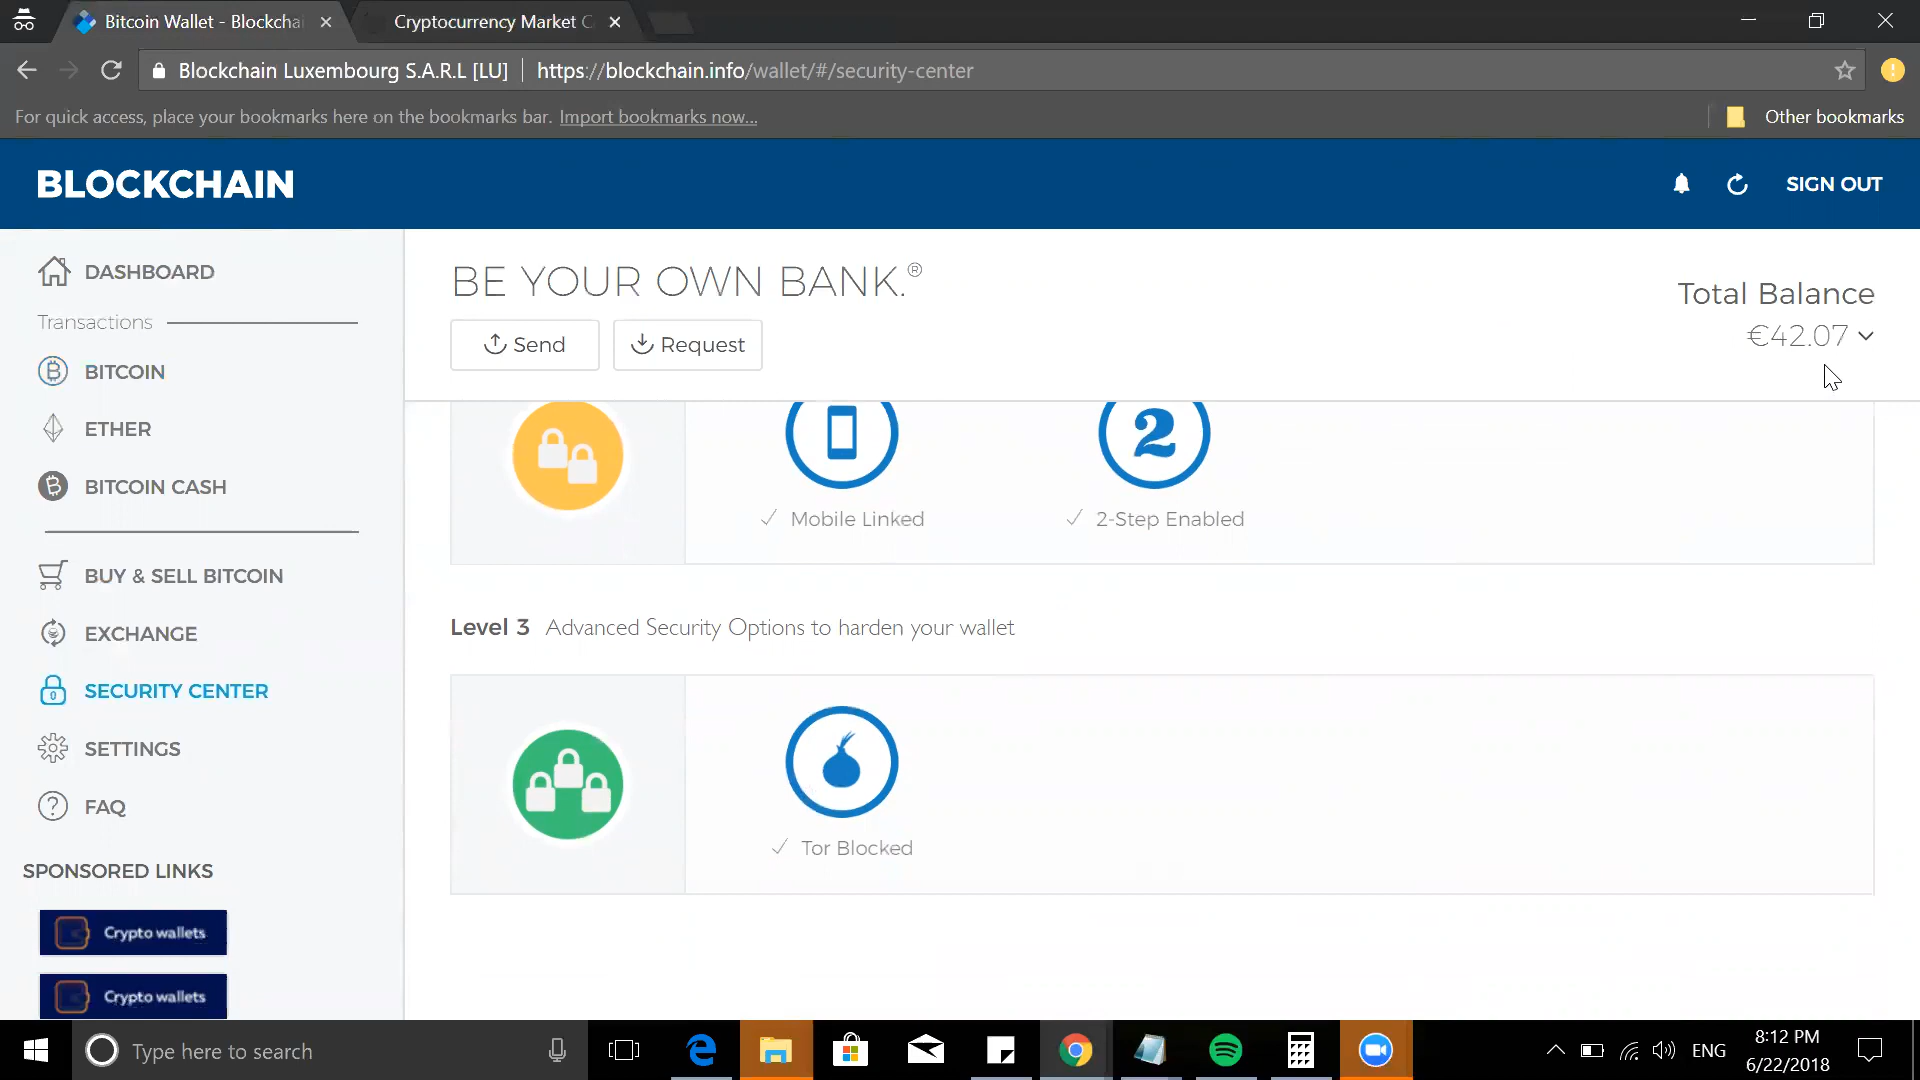 Bitcoin Wallet - Blockcha
Cryptocurrency Market C
Blockchain Luxembourg S.A.R.L [LU]
https://blockchain.info/wallet/#/security-center
For quick access, place your bookmarks here on the bookmarks bar. Import bookmarks now...
Other bookmarks
BLOCKCHAIN
SIGN OUT
DASHBOARD
Transactions
BITCOIN
ETHER
BITCOIN CASH
BUY & SELL BITCOIN
EXCHANGE
SECURITY CENTER
SETTINGS
FAQ
SPONSORED LINKS
Crypto wallets
Crypto wallets
BE YOUR OWN BANK.®
Send
Request
Total Balance
€42.07
2
Mobile Linked
2-Step Enabled
Level 3 Advanced Security Options to harden your wallet
Tor Blocked
Type here to search
ENG
8:12 PM
6/22/2018